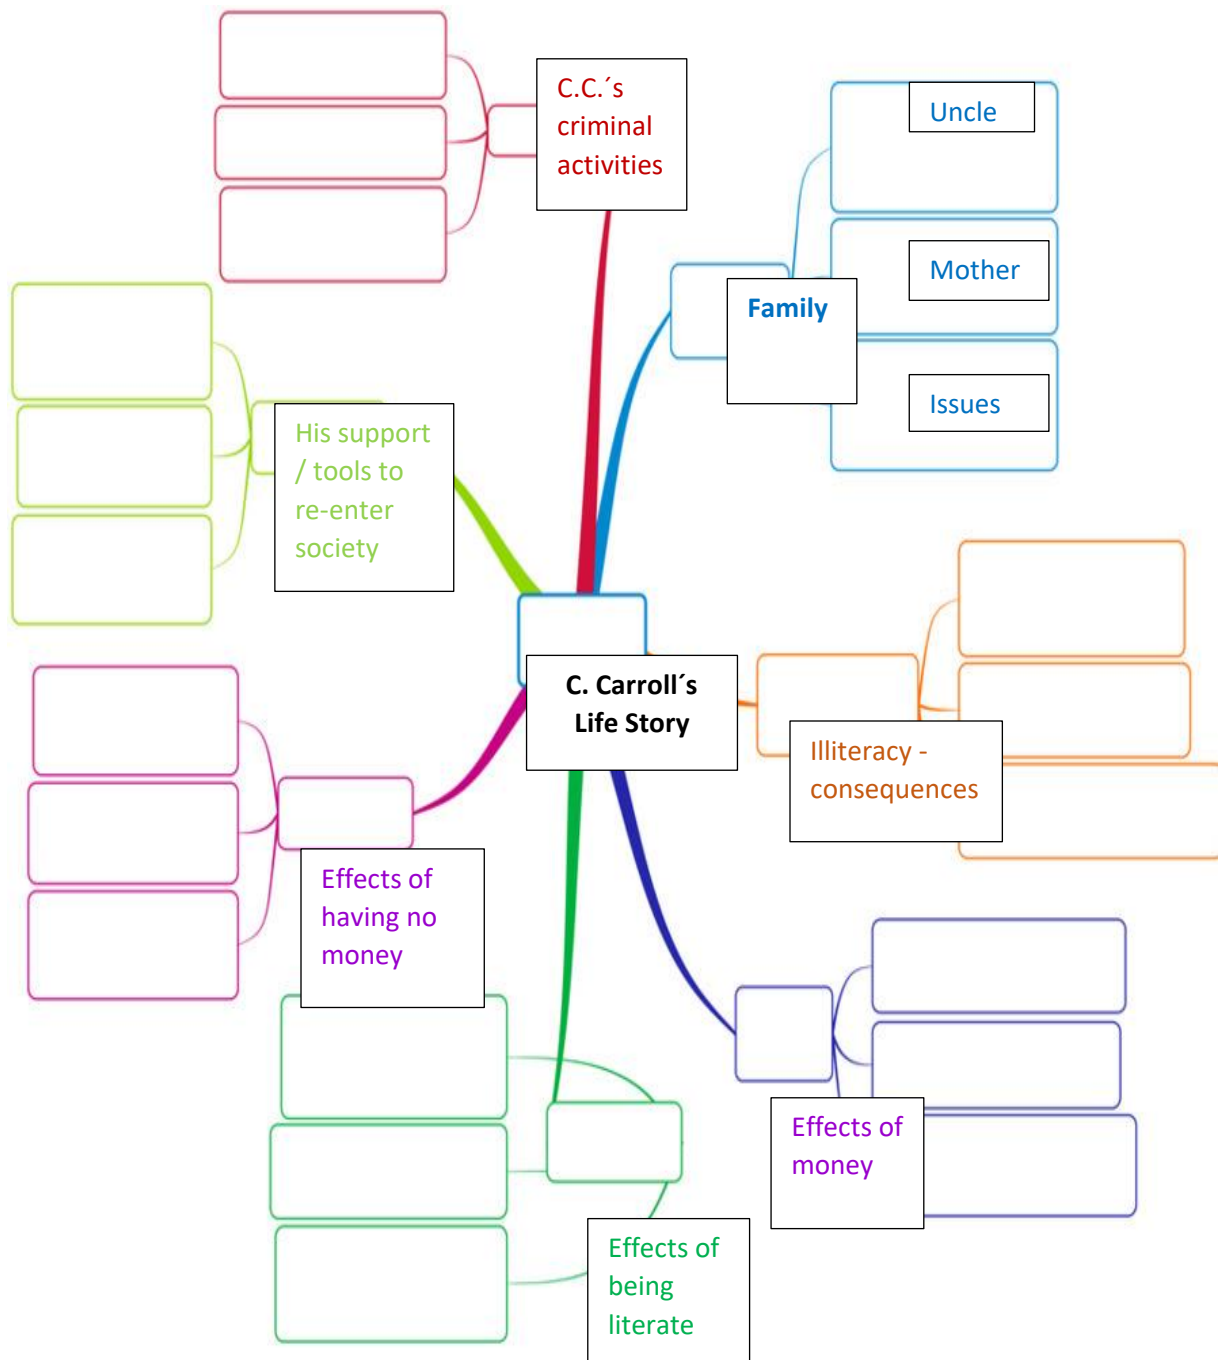 C.C.´s
criminal
activities
Uncle
Mother
Family
Issues
His support
/ tools to
re-enter
society
C. Carroll´s
Life Story
Illiteracy -
consequences
Effects of
having no
money
Effects of
money
Effects of
being
literate